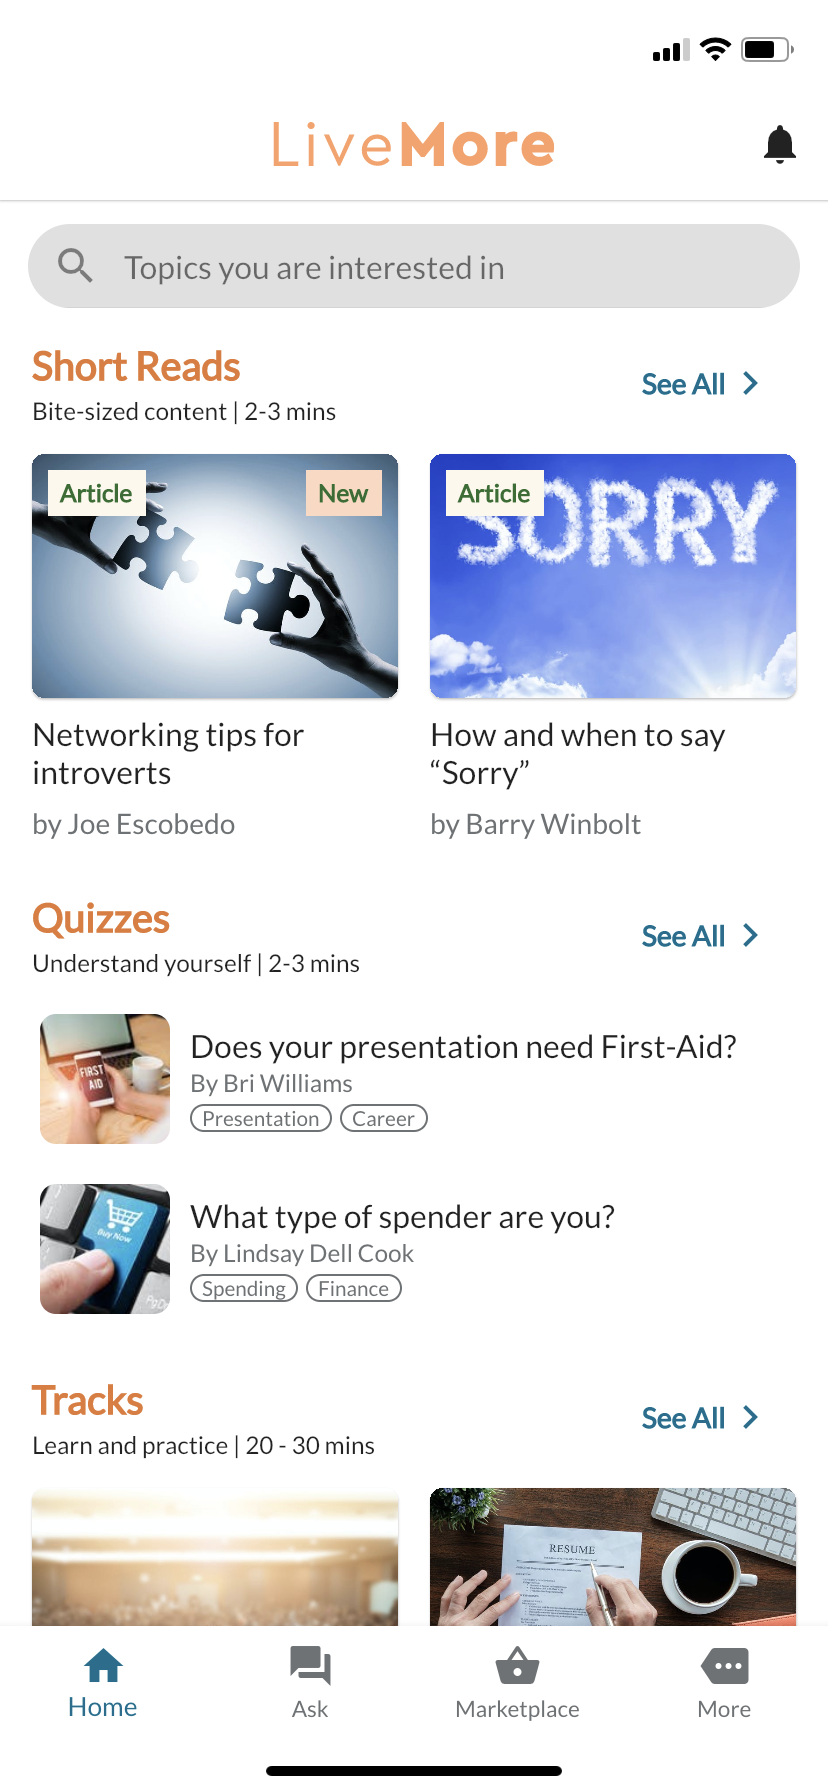 LiveMore
Topics you are interested in
Short Reads
See All
Bite-sized content | 2-3 mins
Article
New
Article
SORRY
Networking tips for
introverts
by Joe Escobedo
How and when to say
“Sorry”
by Barry Winbolt
Quizzes
See All
Understand yourself | 2-3 mins
FIRST
AID
Does your presentation need First-Aid?
By Bri Williams
Presentation
Career
Buy Now
What type of spender are you?
By Lindsay Dell Cook
Spending
Finance
Tracks
See All
Learn and practice | 20 - 30 mins
RESUME
Home
Ask
Marketplace
More